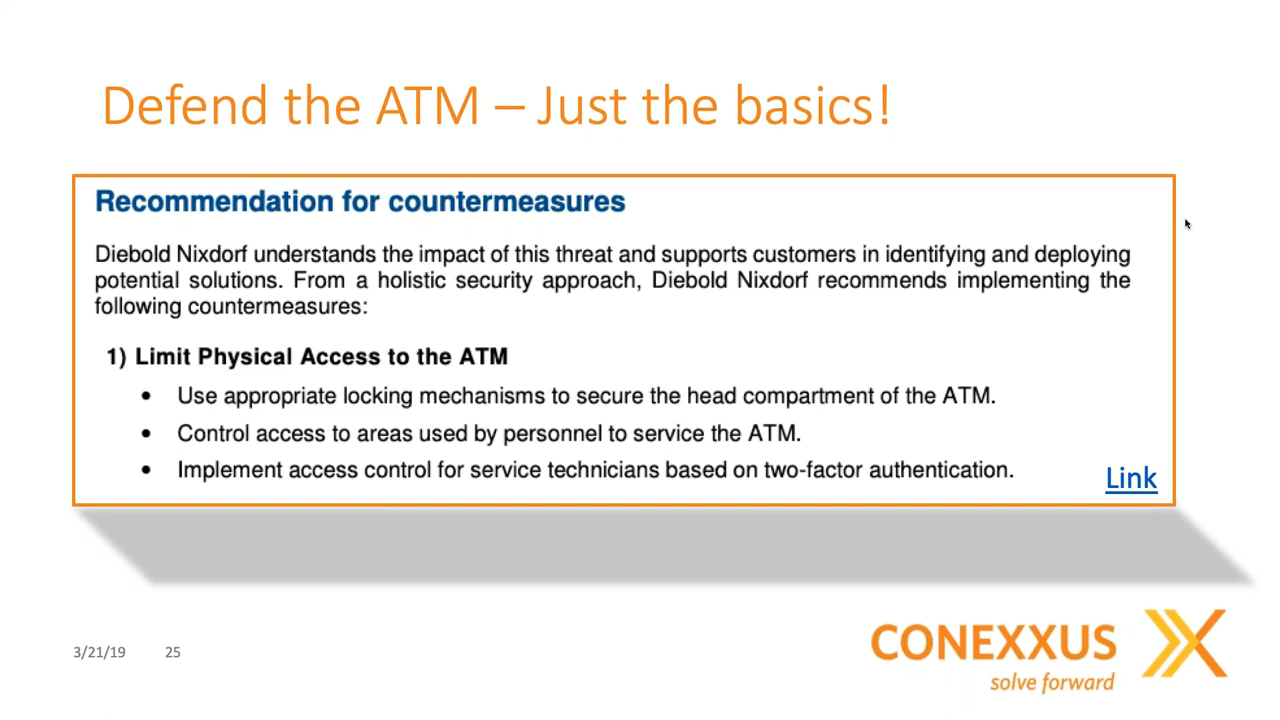 Defend the ATM – Just the basics!
Recommendation for countermeasures
Diebold Nixdorf understands the impact of this threat and supports customers in identifying and deploying
potential solutions. From a holistic security approach, Diebold Nixdorf recommends implementing the
following countermeasures:
1) Limit Physical Access to the ATM
• Use appropriate locking mechanisms to secure the head compartment of the ATM.
• Control access to areas used by personnel to service the ATM.
• Implement access control for service technicians based on two-factor authentication.
Link
3/21/19 25
CONEXXUS
solve forward